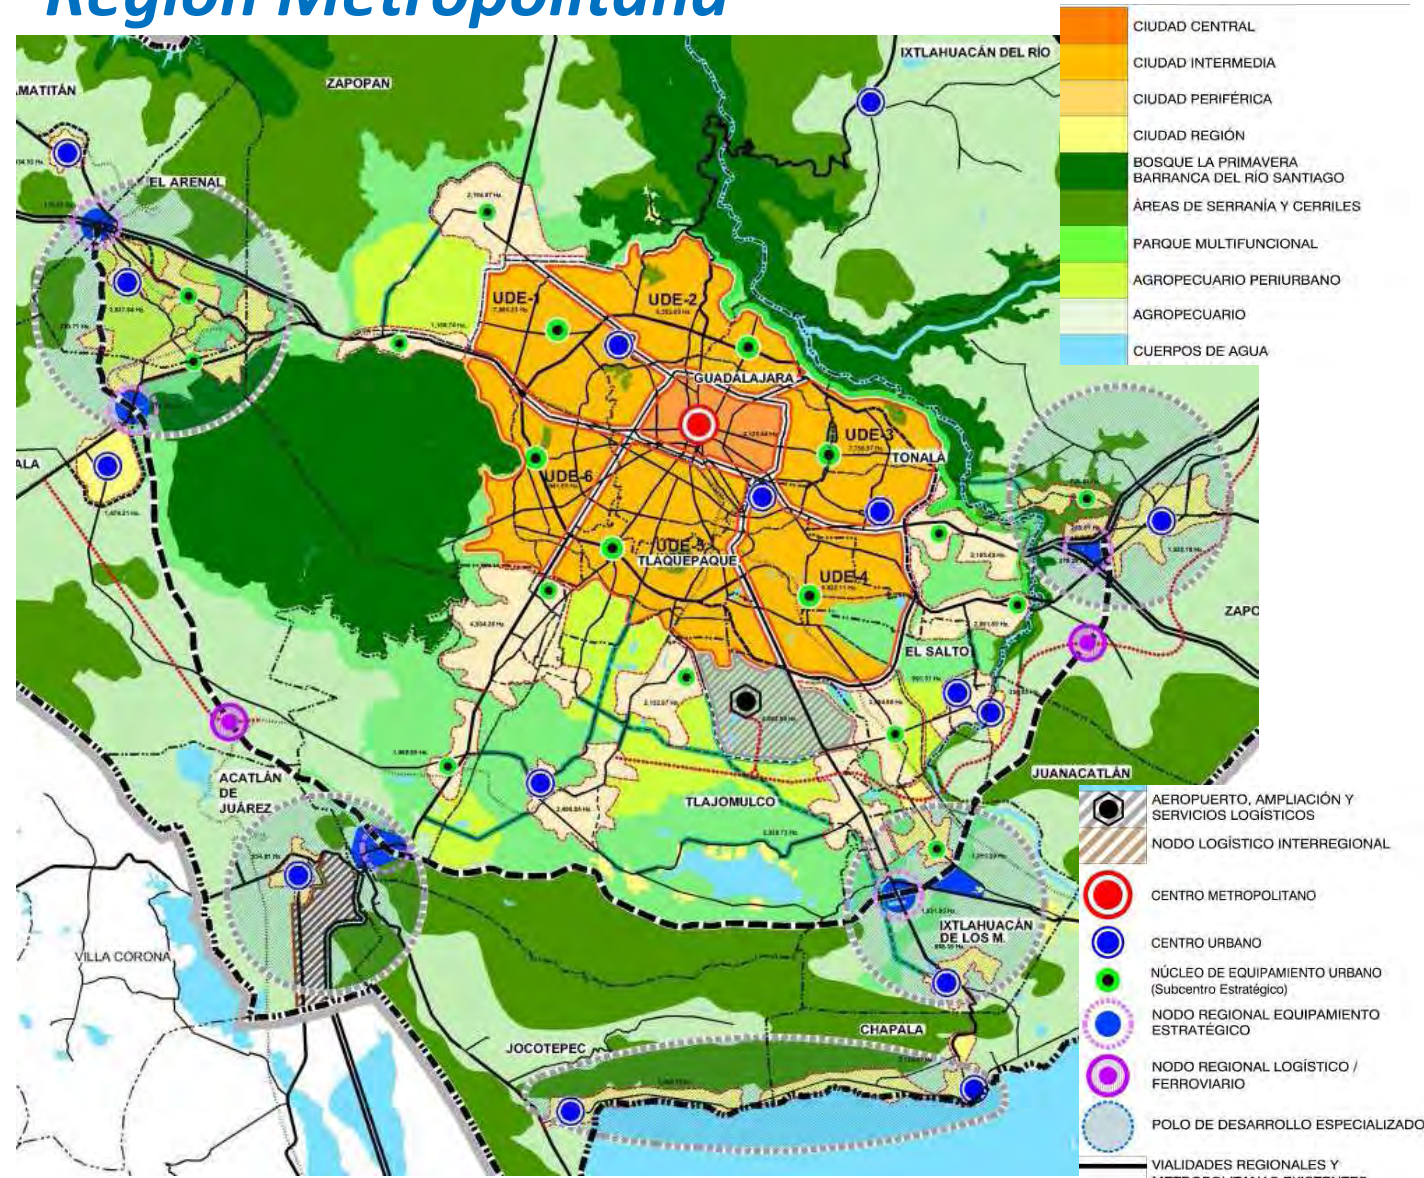 Región Metropolitana
CIUDAD CENTRAL
CIUDAD INTERMEDIA
CIUDAD PERIFÉRICA
CIUDAD REGIÓN
BOSQUE LA PRIMAVERA
BARRANCA DEL RÍO SANTIAGO
ÁREAS DE SERRANÍA Y CERRILES
PARQUE MULTIFUNCIONAL
AGROPECUARIO PERIURBANO
AGROPECUARIO
CUERPOS DE AGUA
IXTLAHUACÁN DEL RÍO
ZAPOPAN
AMATITÁN
EL ARENAL
UDE-1
UDE-2
GUADALAJARA
UDE-3
TONALÁ
ALA
UDE-6
UDE-5
TLAQUEPAQUE
UDE-4
ZAPO
EL SALTO
JUANACATLÁN
ACATLÁN
DE
JUÁREZ
TLAJOMULCO
IXTLAHUACÁN
DE LOS M.
VILLA CORONA
CHAPALA
JOCOTEPEC
AEROPUERTO, AMPLIACIÓN Y
SERVICIOS LOGÍSTICOS
NODO LOGÍSTICO INTERREGIONAL
CENTRO METROPOLITANO
CENTRO URBANO
NÚCLEO DE EQUIPAMIENTO URBANO
(Subcentro Estratégico)
NODO REGIONAL EQUIPAMIENTO
ESTRATÉGICO
NODO REGIONAL LOGÍSTICO /
FERROVIARIO
POLO DE DESARROLLO ESPECIALIZADO
VIALIDADES REGIONALES Y
METROPOLITANAS EXISTENTES